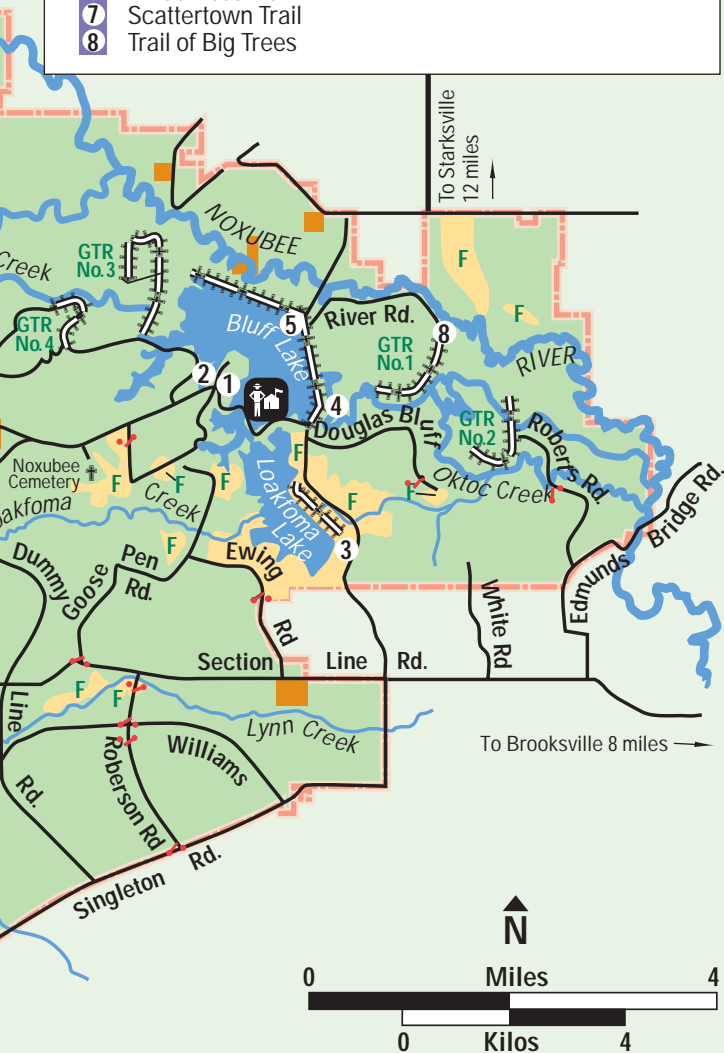 7 Scattertown Trail
8 Trail of Big Trees
To Starksville
12 miles
NOXUBEE
Creek
GTR
No.3
F
F
GTR
No.4
Bluff Lake
5
River Rd.
8
GTR
No.1
RIVER
2
1
4
Douglas Bluff
GTR
No.2
Roberts Rd.
Noxubee
Cemetery
F
F
F
F
F
F
Oktoc Creek
Bridge Rd.
oakfoma
Creek
Loakfoma
Lake
3
F
Dummy
Goose
Pen
Rd.
Ewing
Rd
White Rd
Edmunds
Section
Line
Rd.
Line
F
F
Lynn Creek
Williams
To Brooksville 8 miles
Roberson Rd
Rd.
Singleton
Rd.
N
0
Miles
4
0
Kilos
4